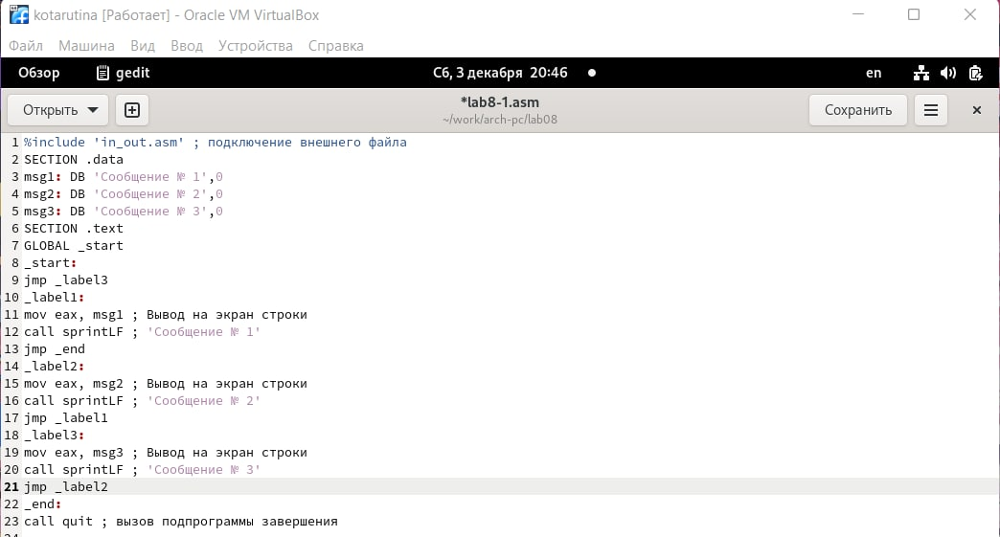 kotarutina [Работает] - Oracle VM VirtualBox
Файл Машина Вид Ввод Устройства Справка
Обзор gedit Сб, 3 декабря 20:46 en
Открыть *lab8-1.asm Сохранить
~/work/arch-pc/lab08
1 %include 'in_out.asm' ; подключение внешнего файла
2 SECTION .data
3 msg1: DB 'Сообщение № 1',0
4 msg2: DB 'Сообщение № 2',0
5 msg3: DB 'Сообщение № 3',0
6 SECTION .text
7 GLOBAL _start
8 _start:
9 jmp _label3
10 _label1:
11 mov eax, msg1 ; Вывод на экран строки
12 call sprintLF ; 'Сообщение № 1'
13 jmp _end
14 _label2:
15 mov eax, msg2 ; Вывод на экран строки
16 call sprintLF ; 'Сообщение № 2'
17 jmp _label1
18 _label3:
19 mov eax, msg3 ; Вывод на экран строки
20 call sprintLF ; 'Сообщение № 3'
21 jmp _label2
22 _end:
23 call quit ; вызов подпрограммы завершения
24